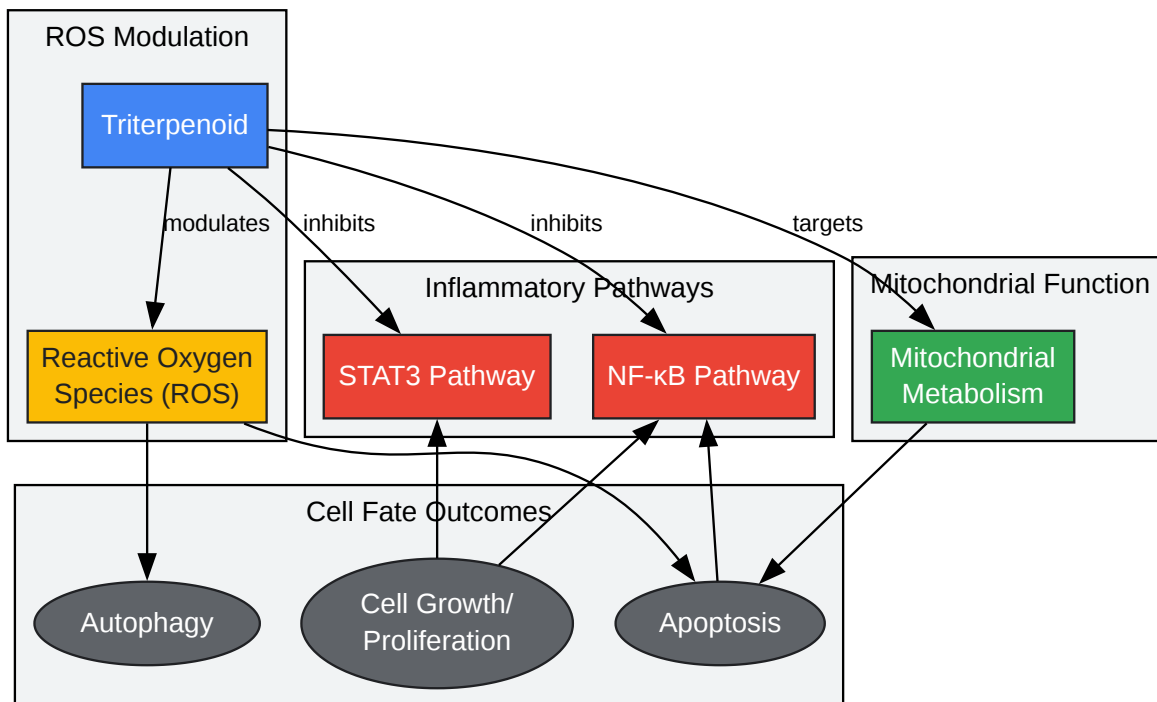 ROS Modulation
Triterpenoid
modulates
inhibits
inhibits
targets
Inflammatory Pathways
Mitochondrial Function
Reactive Oxygen
Species (ROS)
STAT3 Pathway
NF-κB Pathway
Mitochondrial
Metabolism
Cell Fate Outcomes
Autophagy
Cell Growth/
Proliferation
Apoptosis